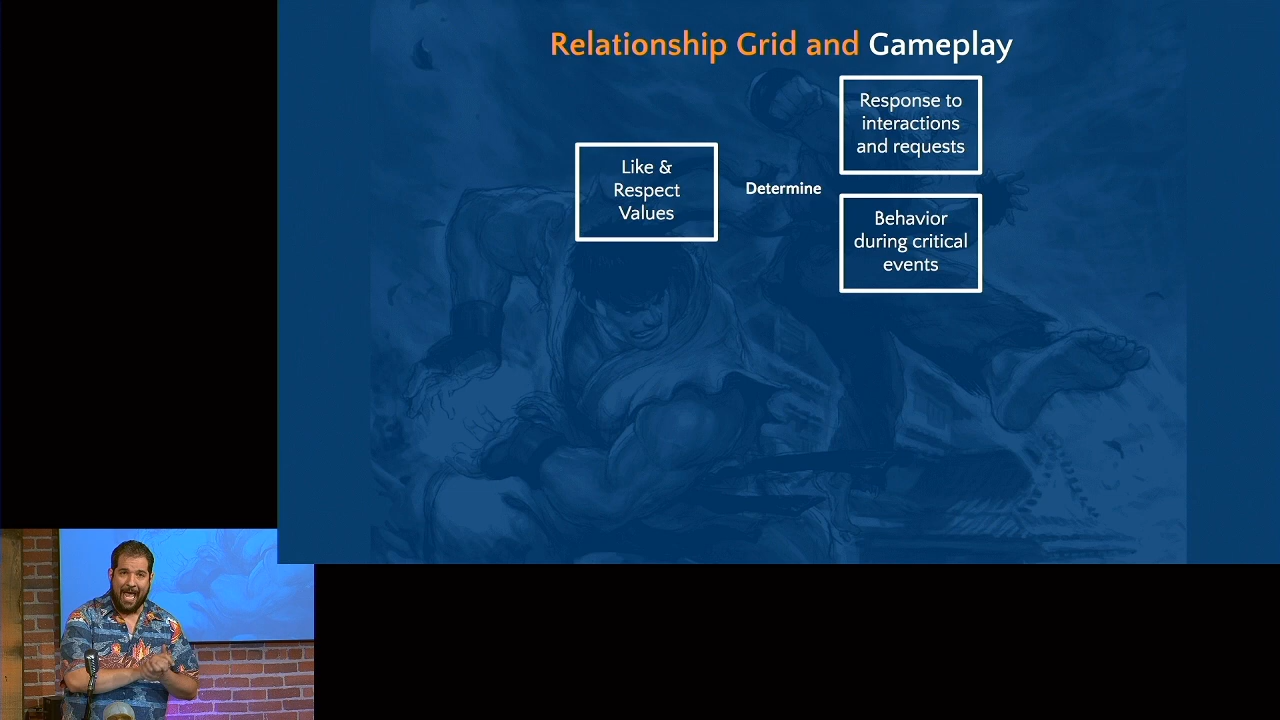 Relationship Grid and Gameplay
Response to
interactions
and requests
Like &
Respect
Values
Determine
Behavior
during critical
events